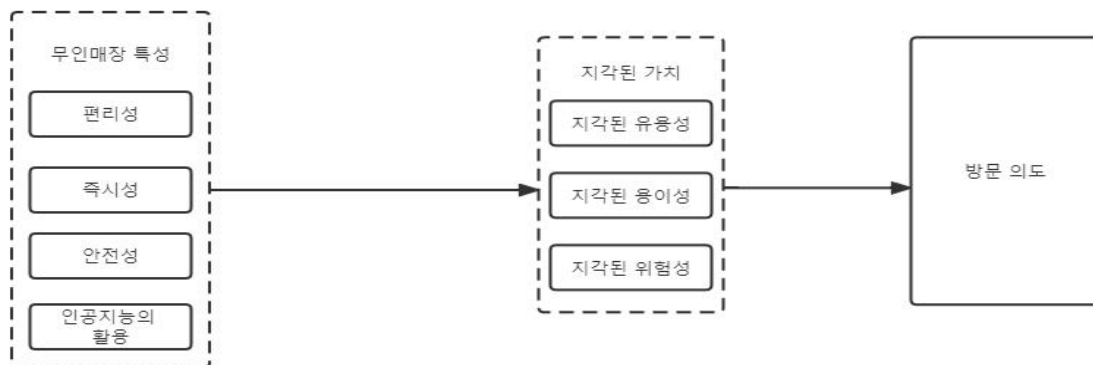 무인매장 특성
편리성
즉시성
안전성
인공지능의
활용
지각된 가치
지각된 유용성
지각된 용이성
지각된 위험성
방문 의도